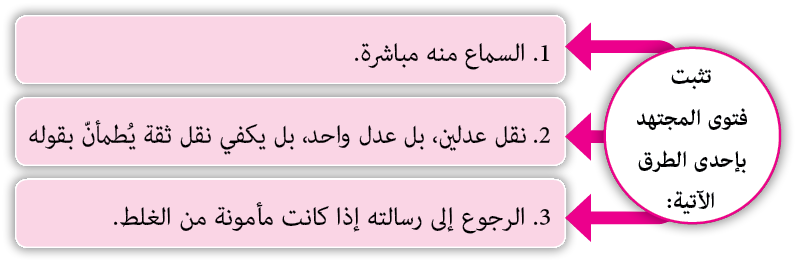 تثبت
فتوى المجتهد
بإحدى الطرق
الآتية:
1. السماع منه مباشرة.
2. نقل عدلين، بل عدل واحد، بل يكفي نقل ثقة يُطمأنّ بقوله
3. الرجوع إلى رسالته إذا كانت مأمونة من الغلط.